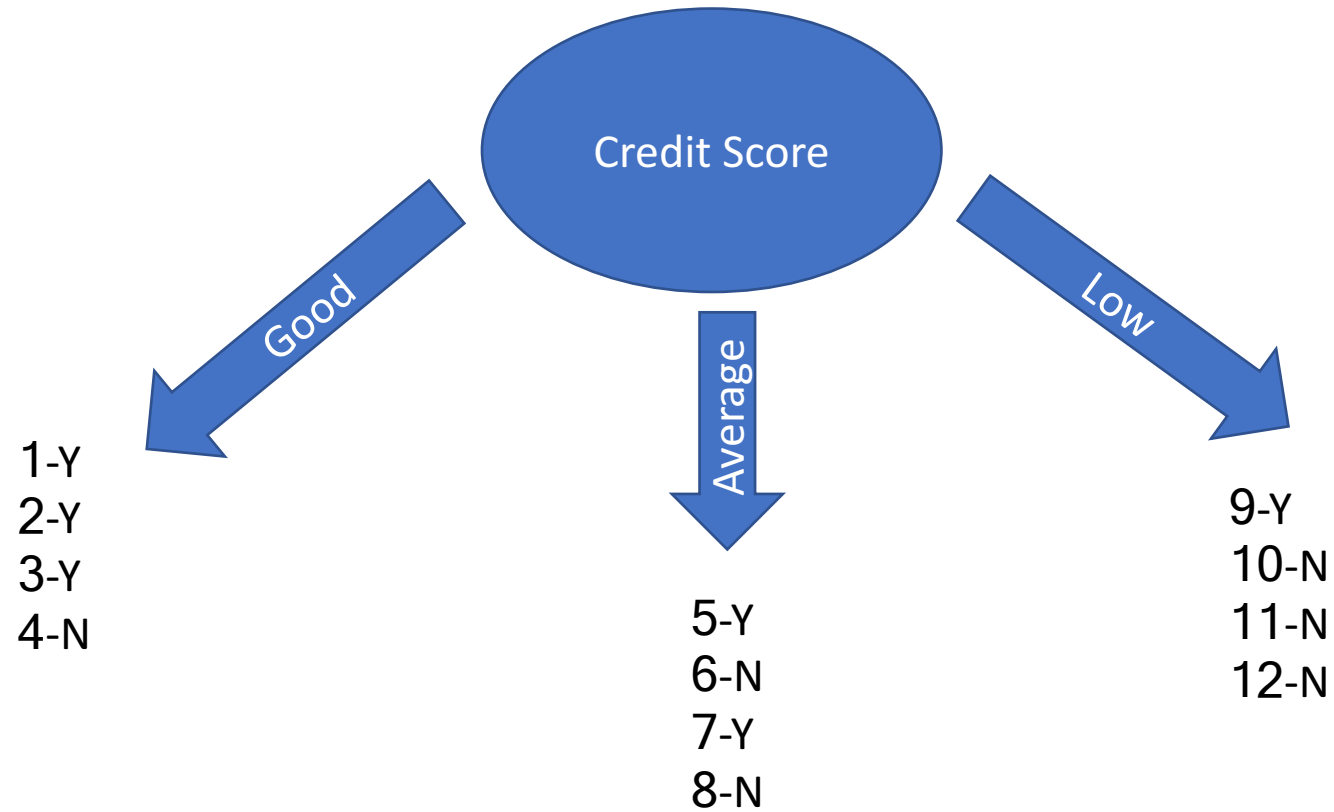 Credit Score
Good
Average
Low
1-Y
2-Y
3-Y
4-N
5-Y
6-N
7-Y
8-N
9-Y
10-N
11-N
12-N